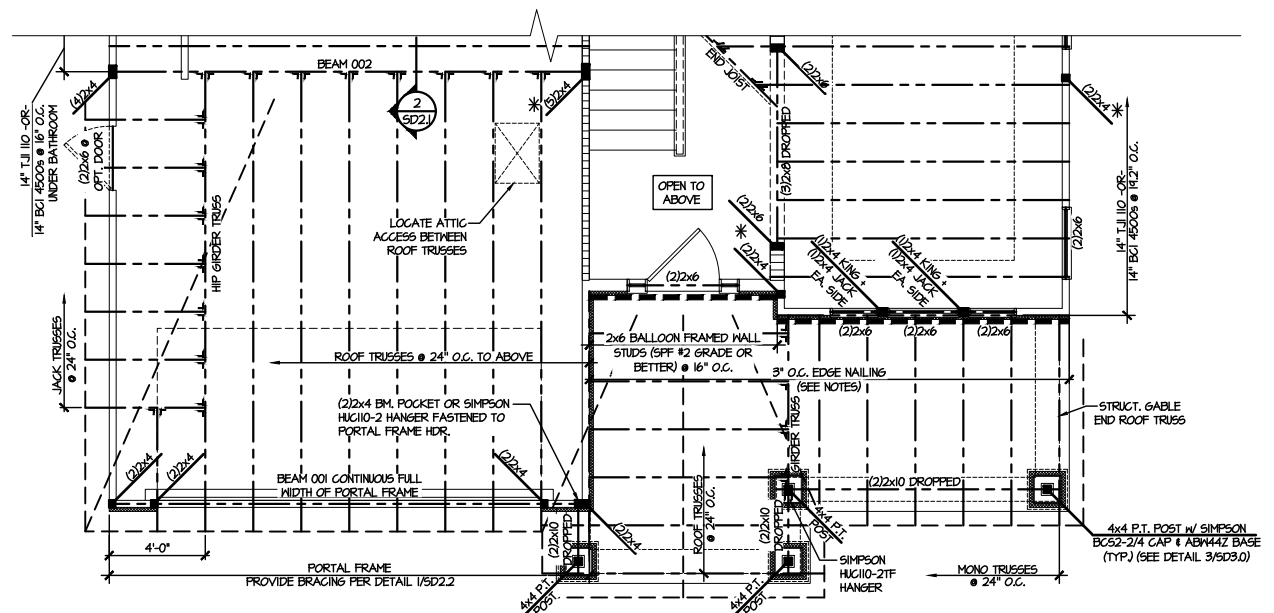 BEAM 002
(4)2x4
2
SD2.1
(5)2x4
END JOIST
(2)2x6
(2)2x4
14" TJI 110 -OR-
14" BCI 4500s @ 16" O.C.
UNDER BATHROOM
(2)2x6 @
OPT. DOOR
(3)2x8 DROPPED
OPEN TO
ABOVE
14" TJI 110 -OR-
14" BCI 4500s @ 19.2" O.C.
HIP GIRDER TRUSS
LOCATE ATTIC
ACCESS BETWEEN
ROOF TRUSSES
(2)2x6
(2)2x4
(2)2x6
(1)2x4 KING +
(1)2x4 JACK
EA. SIDE
(1)2x4 KING +
(1)2x4 JACK
EA. SIDE
(2)2x6
(2)2x6
(2)2x6
(2)2x6
JACK TRUSSES
@ 24" O.C.
ROOF TRUSSES @ 24" O.C. TO ABOVE
2x6 BALLOON FRAMED WALL
STUDS (SPF #2 GRADE OR
BETTER) @ 16" O.C.
3" O.C. EDGE NAILING
(SEE NOTES)
(2)2x4 BM. POCKET OR SIMPSON
HUC110-2 HANGER FASTENED TO
PORTAL FRAME HDR.
GIRDER TRUSS
STRUCT. GABLE
END ROOF TRUSS
(2)2x4
(2)2x4
BEAM 001 CONTINUOUS FULL
WIDTH OF PORTAL FRAME
(2)2x4
ROOF TRUSSES
@ 24" O.C.
(2)2x10 DROPPED
4x4 P.T.
POST
(2)2x10
DROPPED
(2)2x4
(2)2x10
DROPPED
4x4 P.T. POST W/ SIMPSON
BCS2-2/4 CAP & ABW44Z BASE
(TYP.) (SEE DETAIL 3/SD3.0)
4'-0"
PORTAL FRAME
PROVIDE BRACING PER DETAIL 1/SD2.2
4x4 P.T.
POST
4x4 P.T.
POST
SIMPSON
HUC110-2TF
HANGER
MONO TRUSSES
@ 24" O.C.